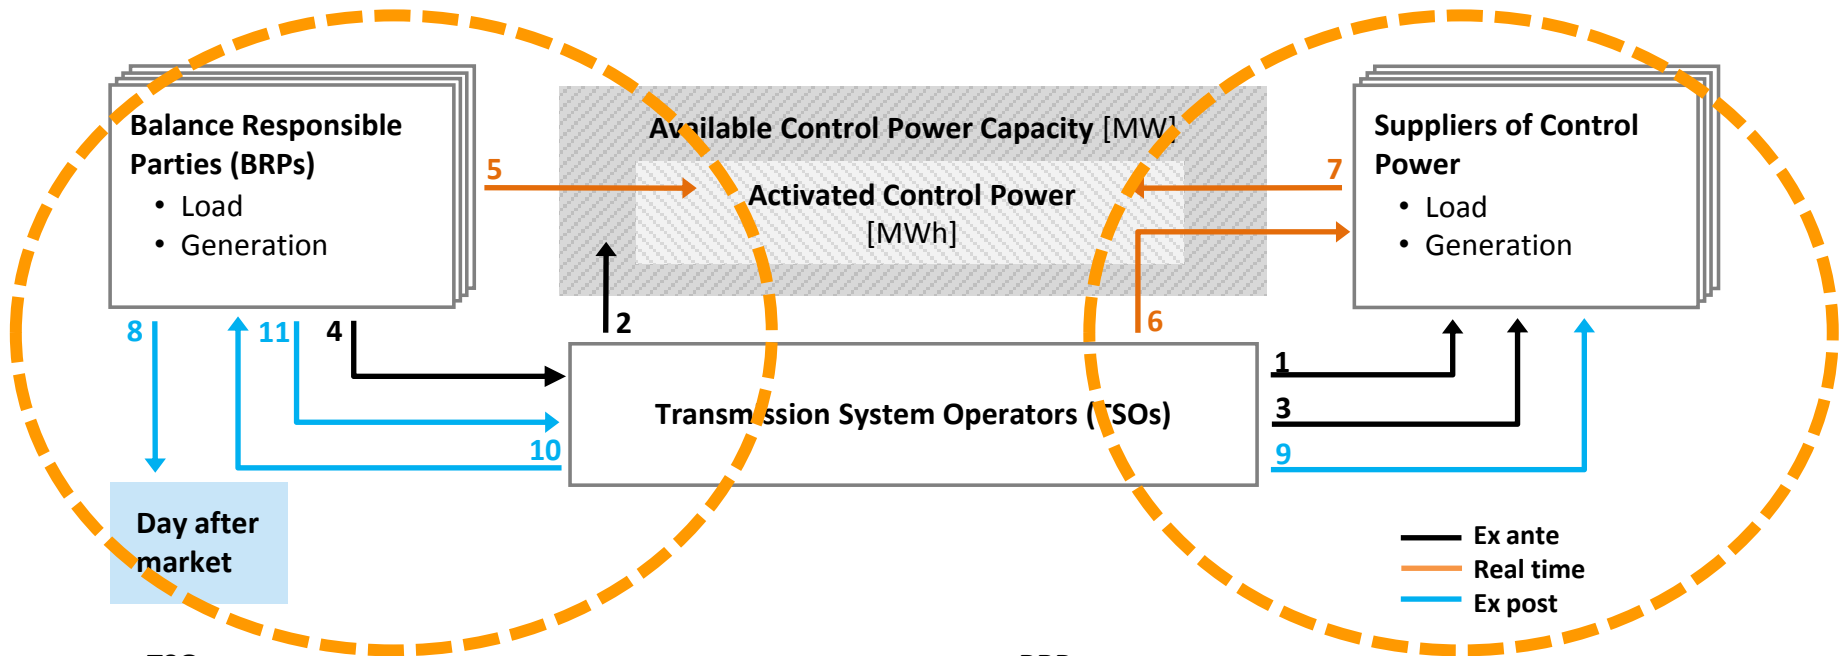 Balance Responsible
Parties (BRPs)
• Load
• Generation
5
Available Control Power Capacity [MW]
Activated Control Power
[MWh]
7
Suppliers of Control
Power
• Load
• Generation
8
11
4
2
6
1
3
9
10
Transmission System Operators (TSOs)
Day after
market
Ex ante
Real time
Ex post